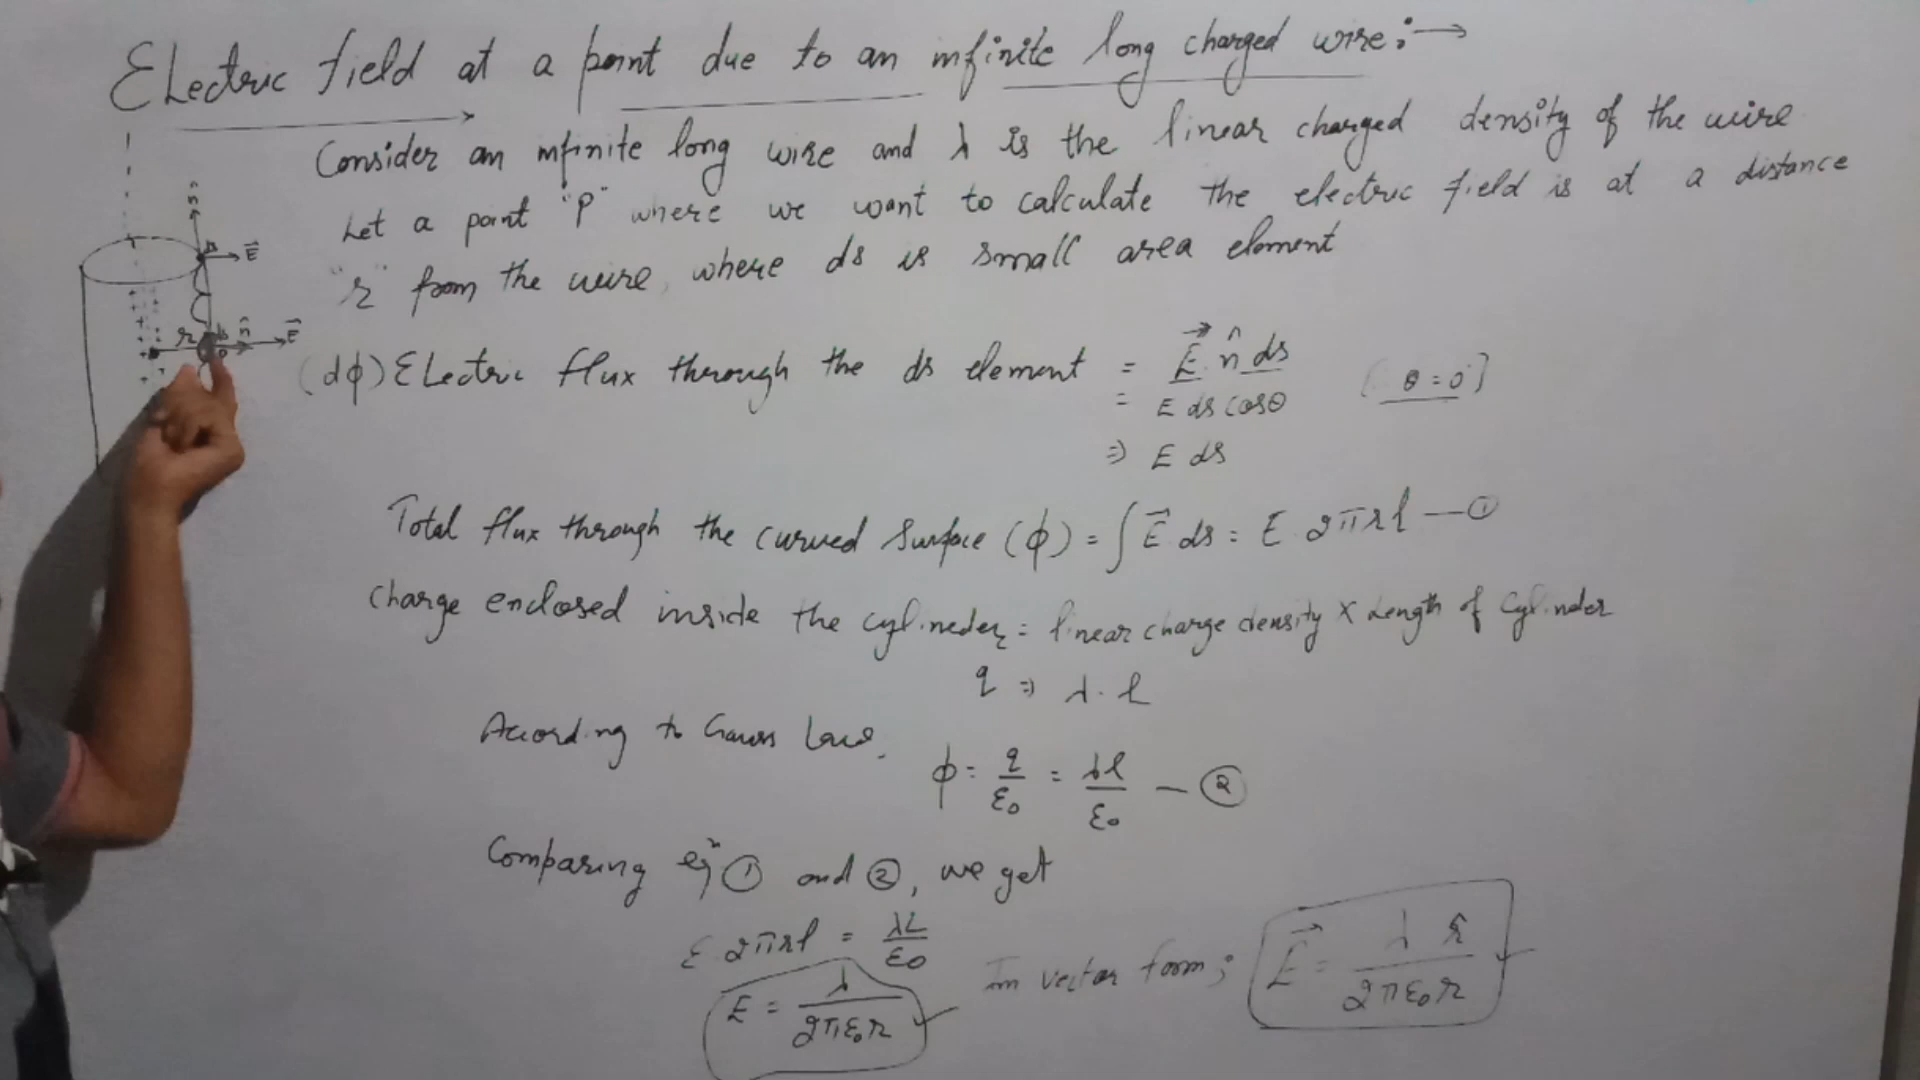 Electric field at a point due to an infinite long charged wire:→
Consider an infinite long wire and λ is the linear charged density of the wire
Let a point "P" where we want to calculate the electric field is at a distance
"r" from the wire, where ds is small area element
n̂
E⃗
r ds n̂ E⃗
(dϕ) Electric flux through the ds element = E⃗. n̂ ds
= E ds cosθ [θ = 0°]
⇒ E ds
Total flux through the curved surface (ϕ) = ∫ E⃗ ds = E 2πrl — ①
charge enclosed inside the cylineder = linear charge density × Length of Cylinder
q ⇒ λ. l
According to Gauss Law,
ϕ = q/ε₀ = λl/ε₀ — ②
Comparing eqⁿ ① and ②, we get
E 2πrl = λL/ε₀
E = λ/2πε₀r
In vector form; E⃗ = λ r̂/2πε₀r